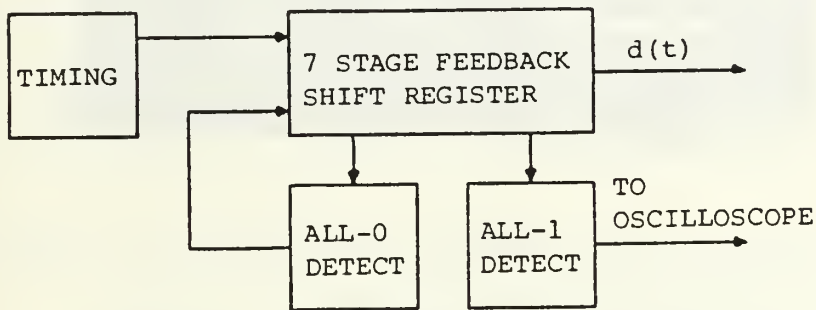 TIMING
7 STAGE FEEDBACK
SHIFT REGISTER
d(t)
ALL-0
DETECT
ALL-1
DETECT
TO
OSCILLOSCOPE